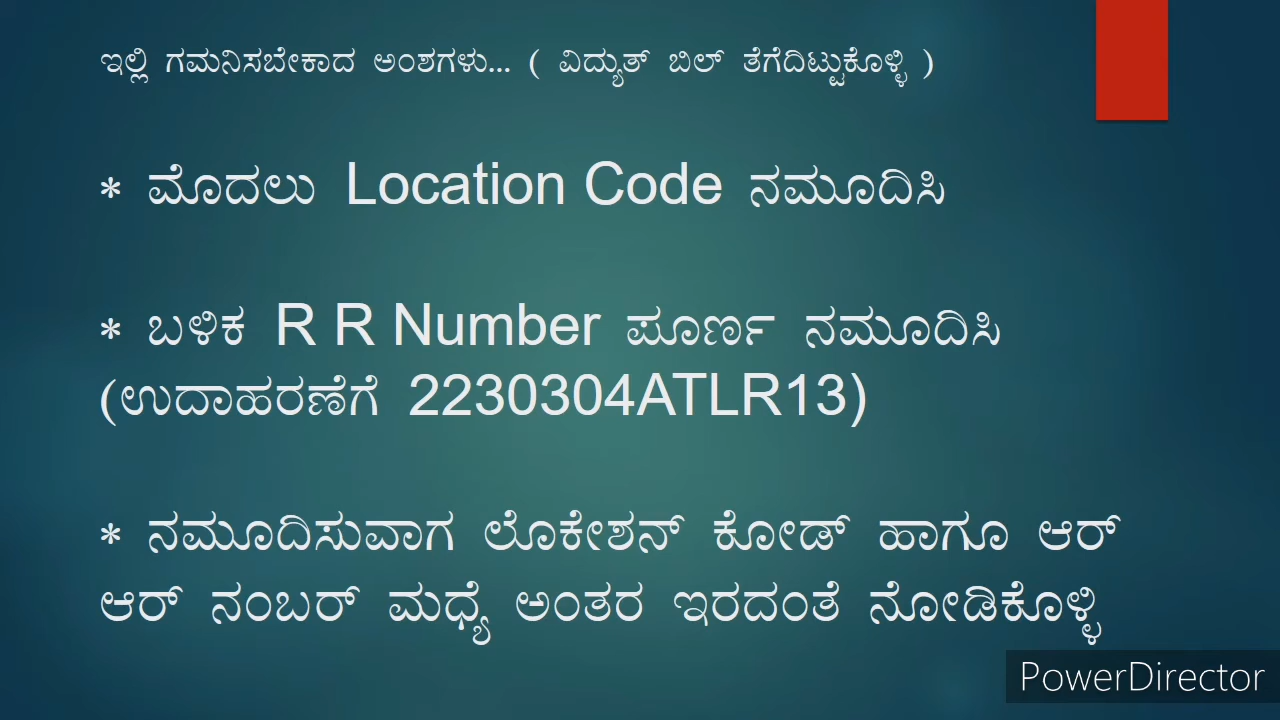 ಇಲ್ಲಿ ಗಮನಿಸಬೇಕಾದ ಅಂಶಗಳು... ( ವಿದ್ಯುತ್ ಬಿಲ್ ತೆಗೆದಿಟ್ಟುಕೊಳ್ಳಿ )
* ಮೊದಲು Location Code ನಮೂದಿಸಿ
* ಬಳಿಕ R R Number ಪೂರ್ಣ ನಮೂದಿಸಿ
(ಉದಾಹರಣೆಗೆ 2230304ATLR13)
* ನಮೂದಿಸುವಾಗ ಲೊಕೇಶನ್ ಕೋಡ್ ಹಾಗೂ ಆರ್
ಆರ್ ನಂಬರ್ ಮಧ್ಯೆ ಅಂತರ ಇರದಂತೆ ನೋಡಿಕೊಳ್ಳಿ
PowerDirector